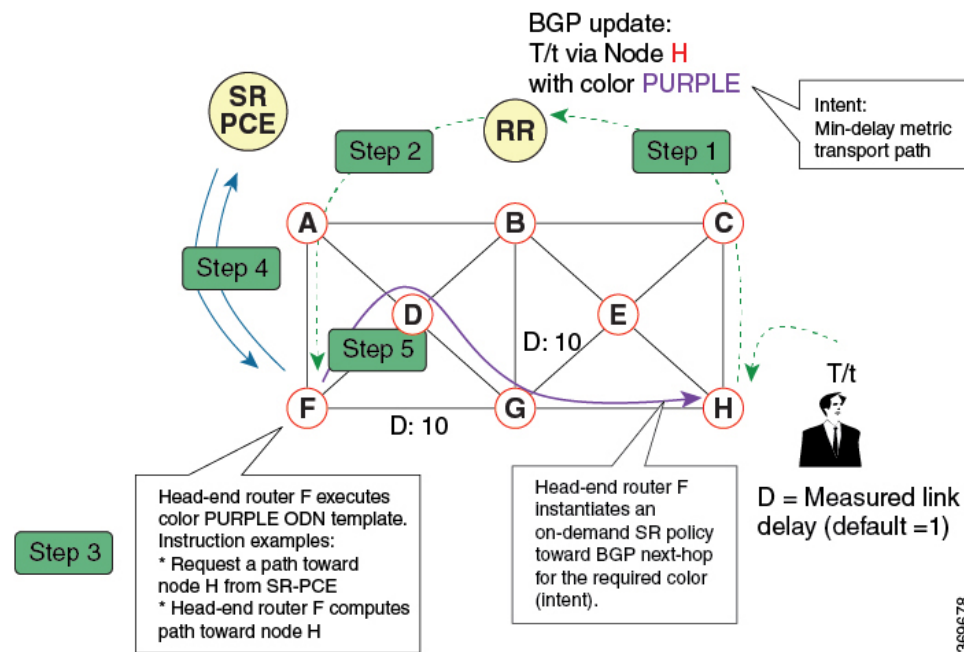 BGP update:
T/t via Node H
with color PURPLE
Intent:
Min-delay metric
transport path
SR
PCE
RR
Step 2
Step 1
A
B
C
Step 4
D
E
Step 5
D: 10
T/t
F
G
H
D: 10
Head-end router F executes
color PURPLE ODN template.
Instruction examples:
* Request a path toward
node H from SR-PCE
* Head-end router F computes
path toward node H
Head-end router F
instantiates an
on-demand SR policy
toward BGP next-hop
for the required color
(intent).
D = Measured link
delay (default =1)
Step 3
369678